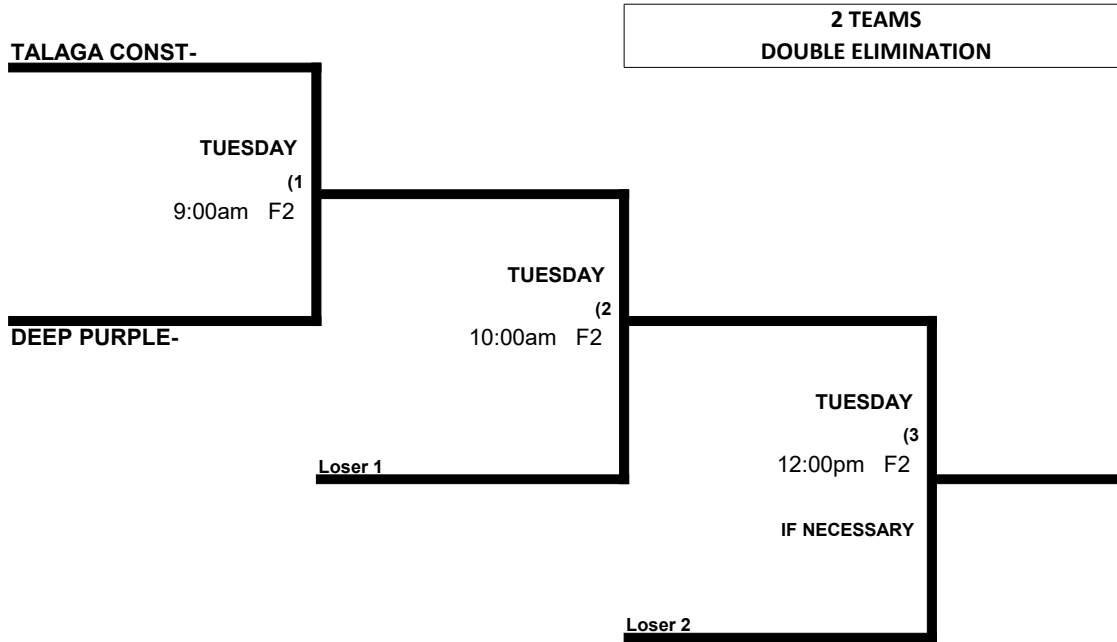 2 TEAMS
DOUBLE ELIMINATION
TALAGA CONST-
TUESDAY
(1
9:00am F2
TUESDAY
(2
10:00am F2
DEEP PURPLE-
TUESDAY
(3
12:00pm F2
Loser 1
IF NECESSARY
Loser 2